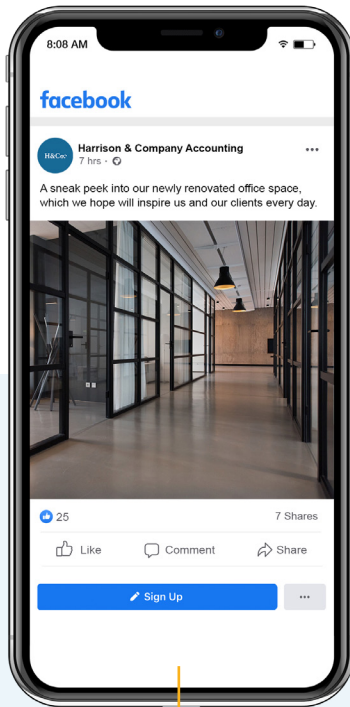 8:08 AM
facebook
H&Co:·
Harrison & Company Accounting
7 hrs ·
A sneak peek into our newly renovated office space,
which we hope will inspire us and our clients every day.
25
7 Shares
Like
Comment
Share
Sign Up